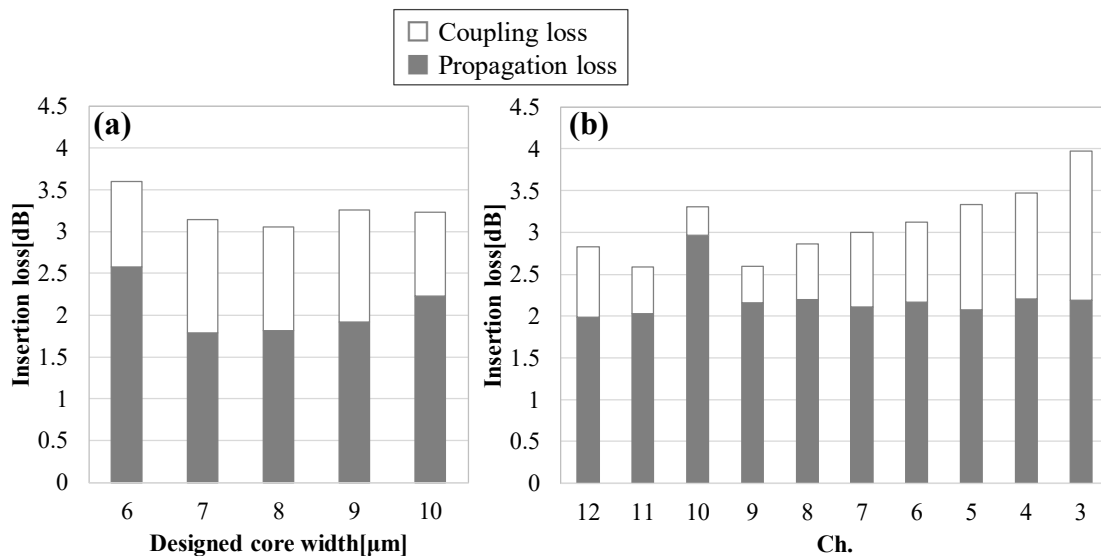 Coupling loss
Propagation loss
(a)
Insertion loss[dB]
4.5
4
3.5
3
2.5
2
1.5
1
0.5
0
6 7 8 9 10
Designed core width[μm]
(b)
Insertion loss[dB]
4.5
4
3.5
3
2.5
2
1.5
1
0.5
0
12 11 10 9 8 7 6 5 4 3
Ch.